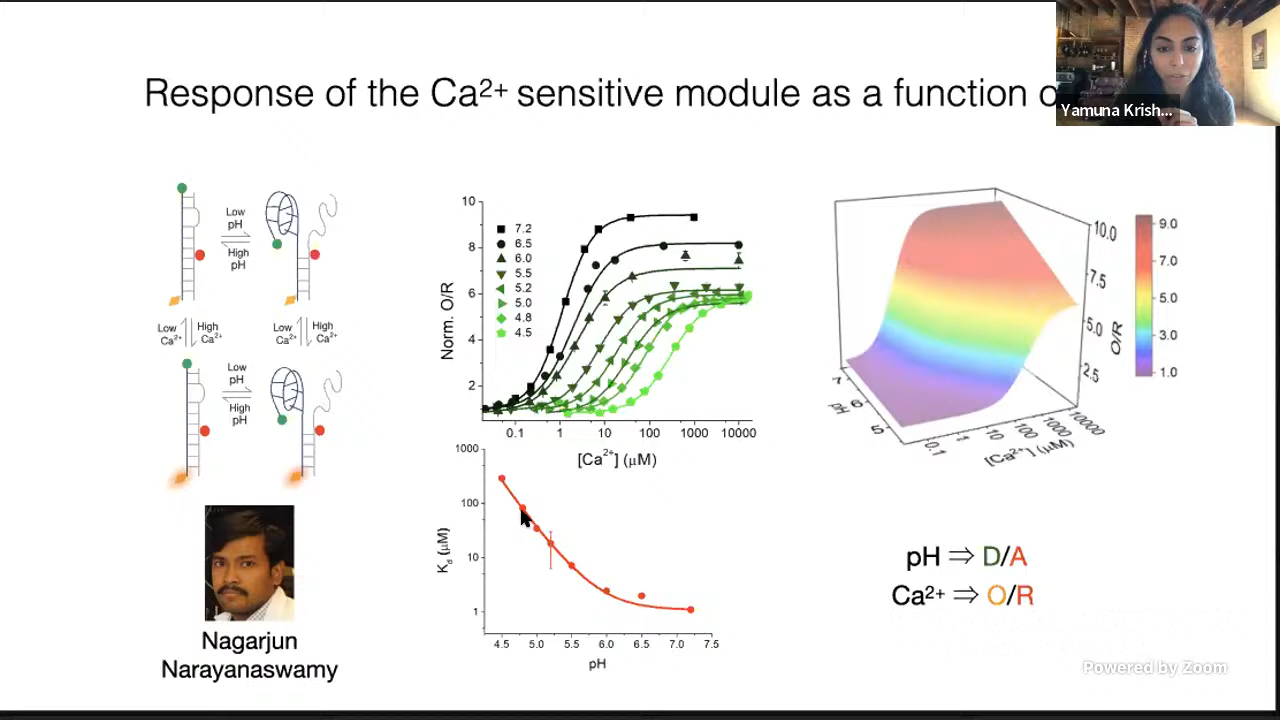 Response of the Ca2+ sensitive module as a function o
Yamuna Krish...
Low
pH
High
pH
Low
Ca2+
High
Ca2+
Low
Ca2+
High
Ca2+
Low
pH
High
pH
Nagarjun
Narayanaswamy
10
8
6
4
2
Norm. O/R
7.2
6.5
6.0
5.5
5.2
5.0
4.8
4.5
0.1 1 10 100 1000 10000
[Ca2+] (μM)
1000
100
10
1
Kd (μM)
4.5 5.0 5.5 6.0 6.5 7.0 7.5
pH
10.0
7.5
5.0
2.5
O/R
7
6
5
pH
0.1 1 10 100 1000 10000
[Ca2+] (μM)
9.0
7.0
5.0
3.0
1.0
pH ⇒ D/A
Ca2+ ⇒ O/R
Powered by Zoom